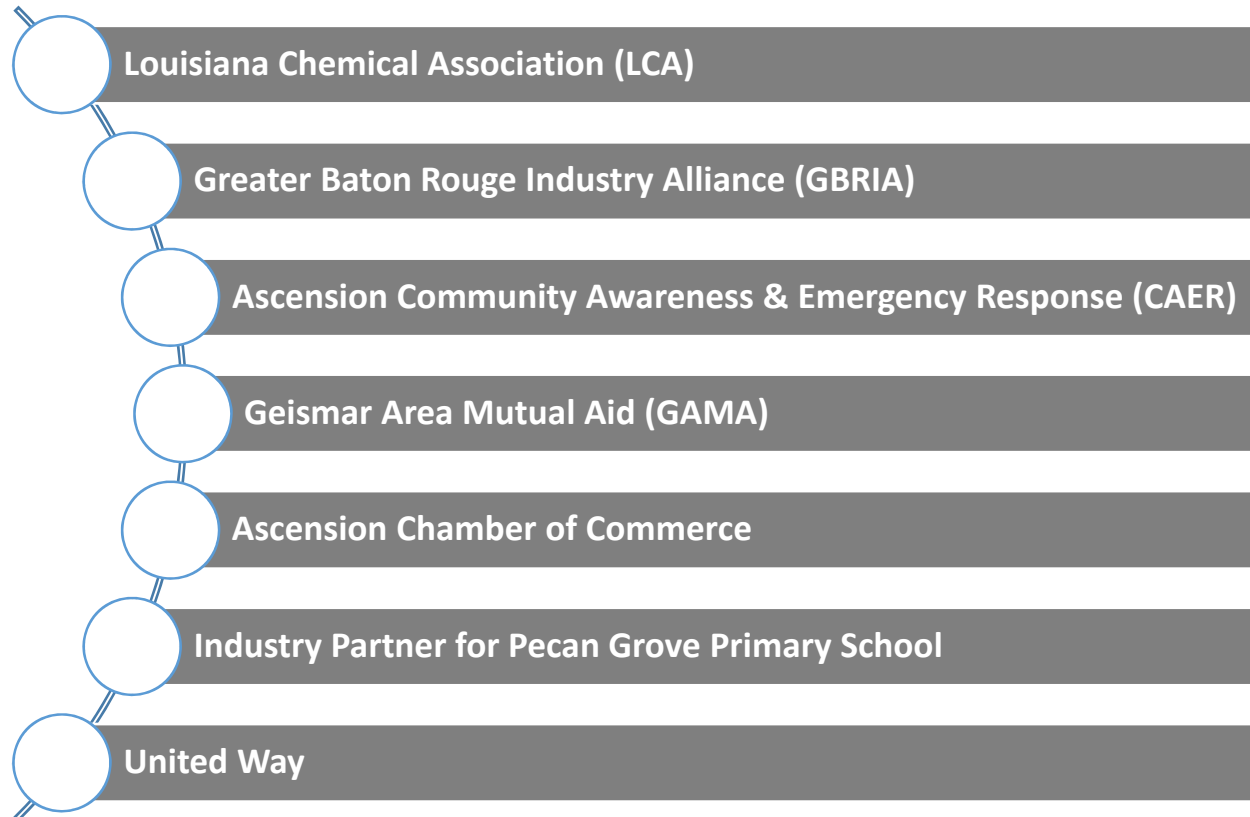 Louisiana Chemical Association (LCA)
Greater Baton Rouge Industry Alliance (GBRIA)
Ascension Community Awareness & Emergency Response (CAER)
Geismar Area Mutual Aid (GAMA)
Ascension Chamber of Commerce
Industry Partner for Pecan Grove Primary School
United Way